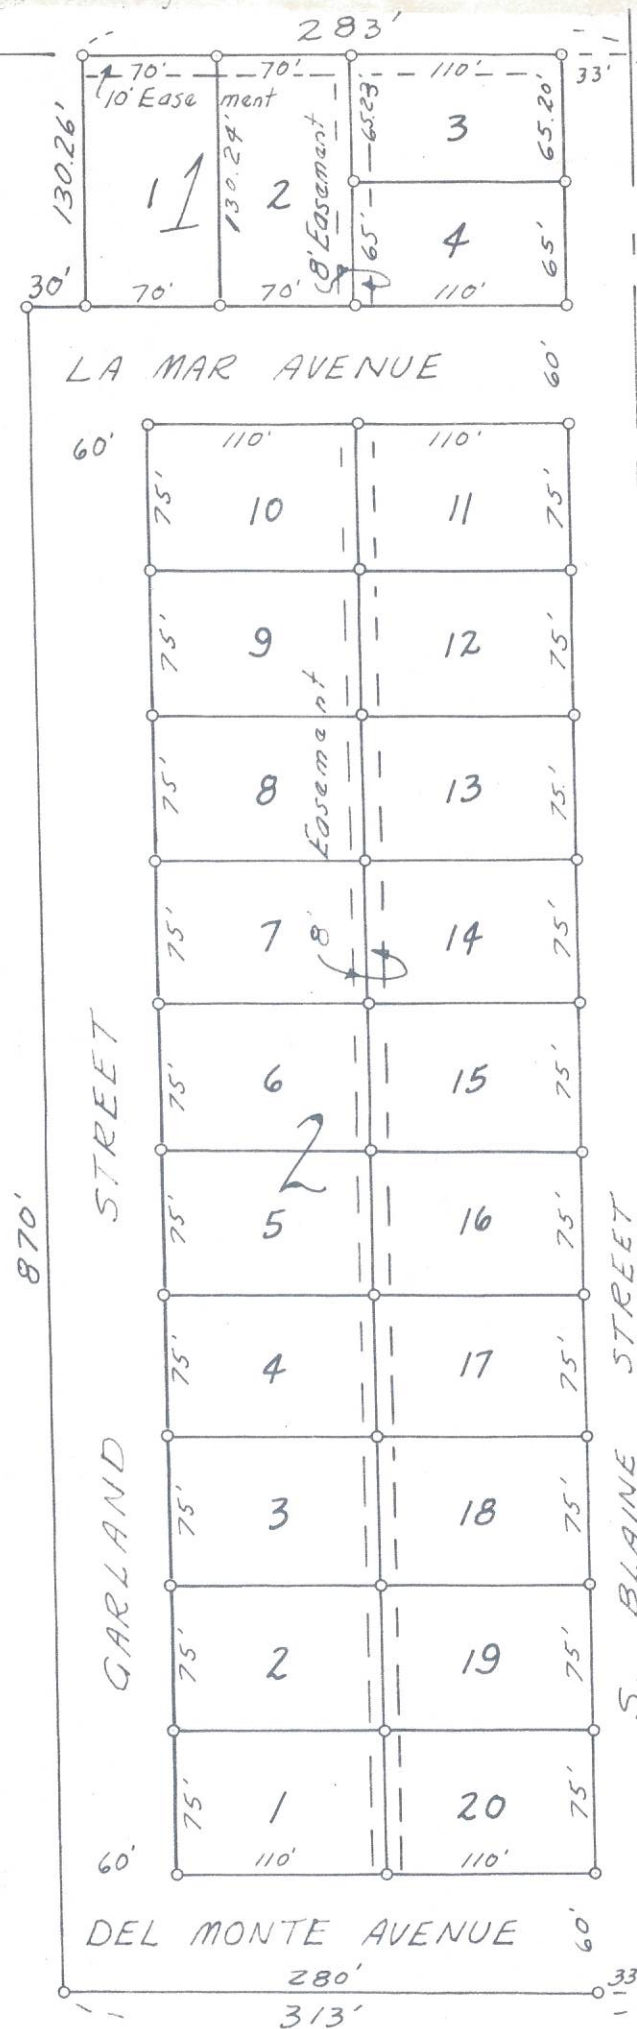 283'
70' 70' 110' 33'
10' Easement
130.26'
130.24'
8' Easement
65.23'
65.20'
1 1 2 3
65' 4 65'
30' 70' 70' 110'
LA MAR AVENUE 60'
60' 110' 110'
75' 10 11 75'
75' 9 12 75'
75' 8 13 75'
Easement
75' 7 8' 14 75'
75' 6 15 75'
2
75' 5 16 75'
75' 4 17 75'
75' 3 18 75'
75' 2 19 75'
75' 1 20 75'
870'
GARLAND STREET
S. BLAINE STREET
60' 110' 110'
DEL MONTE AVENUE 60'
280' 33
313'